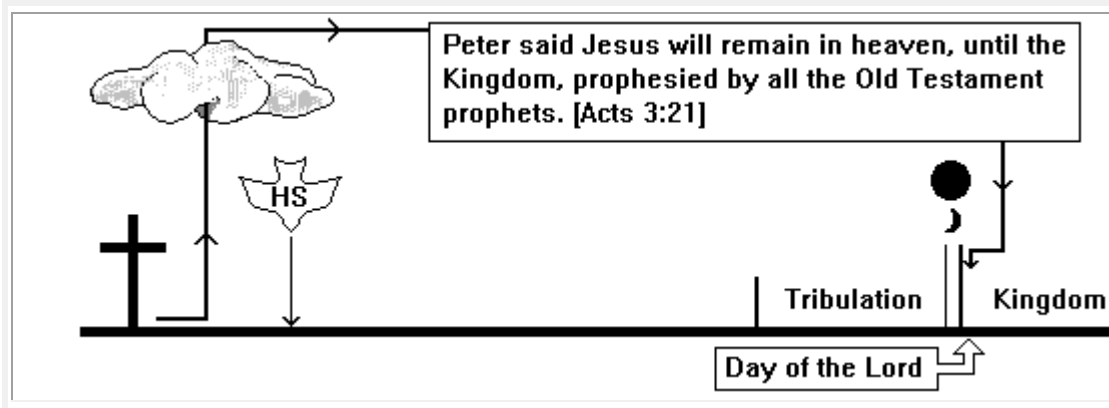 Peter said Jesus will remain in heaven, until the
Kingdom, prophesied by all the Old Testament
prophets. [Acts 3:21]
HS
Tribulation
Kingdom
Day of the Lord